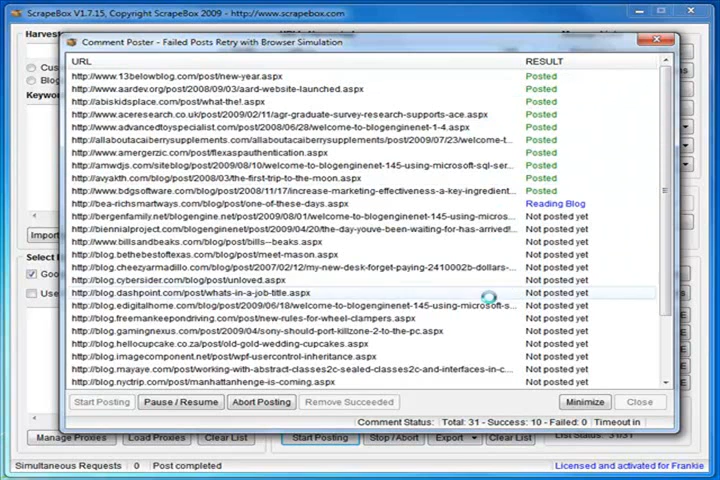 ScrapeBox V1.7.15, Copyright ScrapeBox 2009 - http://www.scrapebox.com
Harves
Comment Poster - Failed Posts Retry with Browser Simulation
URL RESULT
http://www.13belowblog.com/post/new-year.aspx Posted
http://www.aardev.org/post/2008/09/03/aard-website-launched.aspx Posted
http://abiskidsplace.com/post/what-the!.aspx Posted
http://www.aceresearch.co.uk/post/2009/02/11/agr-graduate-survey-research-supports-ace.aspx Posted
http://www.advancedtoyspecialist.com/post/2008/06/28/welcome-to-blogenginenet-1-4.aspx Posted
http://allaboutacaiberrysupplements.com/allaboutacaiberrysupplements/post/2009/07/23/welcome-t... Posted
http://www.amergerzic.com/post/flexaspauthentication.aspx Posted
http://amwdjs.com/sileblog/post/2009/08/10/welcome-to-blogenginenet-145-using-microsoft-sql-ser... Posted
http://avyakth.com/post/2008/03/the-first-trip-to-the-moon.aspx Posted
http://www.bdgsoftware.com/blog/post/2008/11/17/increase-marketing-effectiveness-a-key-ingredient... Posted
http://bea-richsmartways.com/blog/post/one-of-these-days.aspx Reading Blog
http://bergenfamily.net/blogengine.net/post/2009/08/01/welcome-to-blogenginenet-145-using-micros... Not posted yet
http://biennialproject.com/blog/post/2009/04/20/the-day-youve-been-waiting-for-has-arrived!... Not posted yet
http://www.billsandbeaks.com/blog/post/bills--beaks.aspx Not posted yet
http://blog.bethebestoftexas.com/blog/post/meet-mason.aspx Not posted yet
http://blog.cheezyarmadillo.com/blog/post/2007/02/12/my-new-desk-forget-paying-2410002b-dollars-... Not posted yet
http://blog.cybersider.com/blog/post/unloved.aspx Not posted yet
http://blog.dashpoint.com/post/whats-in-a-job-title.aspx Not posted yet
http://blog.edigitalhome.com/blog/post/2009/06/18/welcome-to-blogenginenet-145-using-microsoft-s... Not posted yet
http://blog.freemankeepondriving.com/post/new-rules-for-wheel-clampers.aspx Not posted yet
http://blog.gamingnexus.com/post/2009/04/sony-should-port-killzone-2-to-the-pc.aspx Not posted yet
http://blog.hellocupcake.co.za/post/old-gold-wedding-cupcakes.aspx Not posted yet
http://blog.imagecomponent.net/post/wpf-usercontrol-inheritance.aspx Not posted yet
http://blog.mayaye.com/post/working-with-abstract-classes2c-sealed-classes2c-and-interfaces-in-c... Not posted yet
http://blog.nyctrip.com/post/manhattanhenge-is-coming.aspx Not posted yet
Cus
Blog
Keywor
Import
Select
Goo
Use
Start Posting Pause / Resume Abort Posting Remove Succeeded Minimize Close
Comment Status: Total: 31 - Success: 10 - Failed: 0 Timeout in
Manage Proxies Load Proxies Clear List Start Posting Stop / Abort Export Clear List List Status: 31/31
Simultaneous Requests 0 Post completed Licensed and activated for Frankie